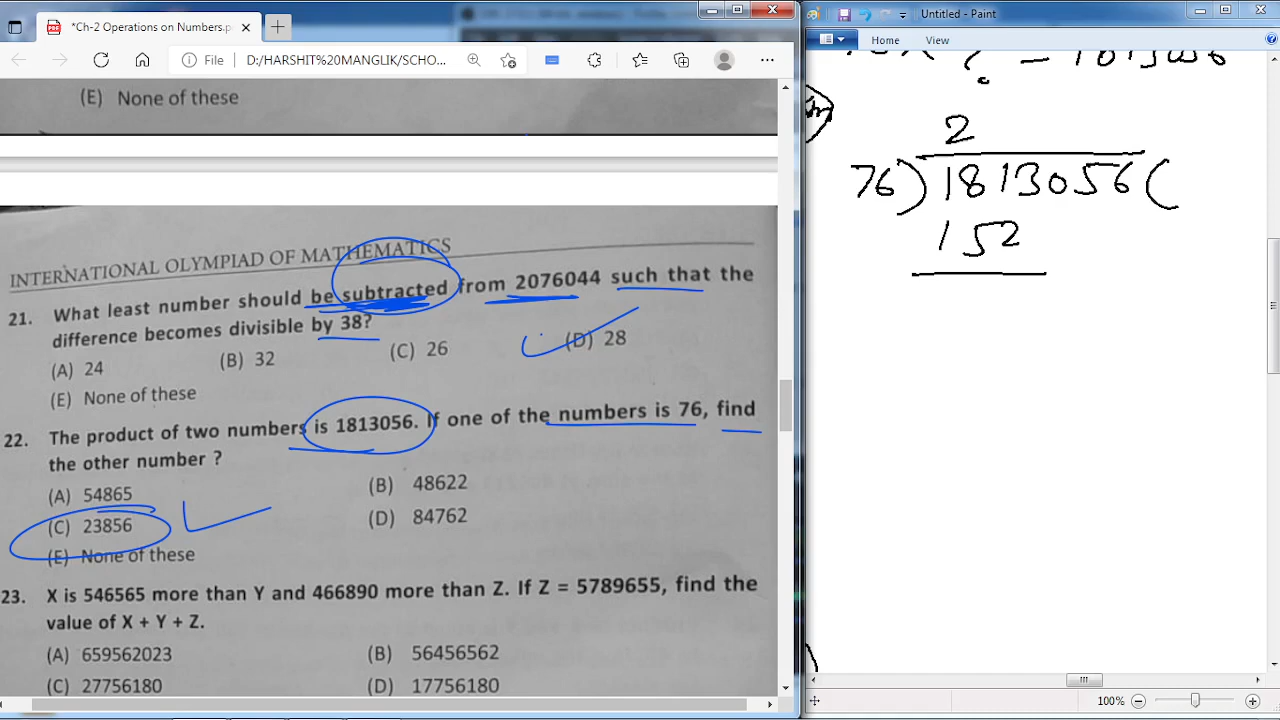 Untitled - Paint
*Ch-2 Operation on Numbers.p
File
D:/HARSHIT%20MANGLIK/SCHO...
Home
View
(E) None of these
INTERNATIONAL OLYMPIAD OF MATHEMATICS
21. What least number should be subtracted from 2076044 such that the
difference becomes divisible by 38?
(A) 24 (B) 32 (C) 26 (D) 28
(E) None of these
22. The product of two numbers is 1813056. If one of the numbers is 76, find
the other number ?
(A) 54865 (B) 48622
(C) 23856 (D) 84762
(E) None of these
23. X is 546565 more than Y and 466890 more than Z. If Z = 5789655, find the
value of X + Y + Z.
(A) 659562023 (B) 56456562
(C) 27756180 (D) 17756180
2
76) 1813056 (
152
100%